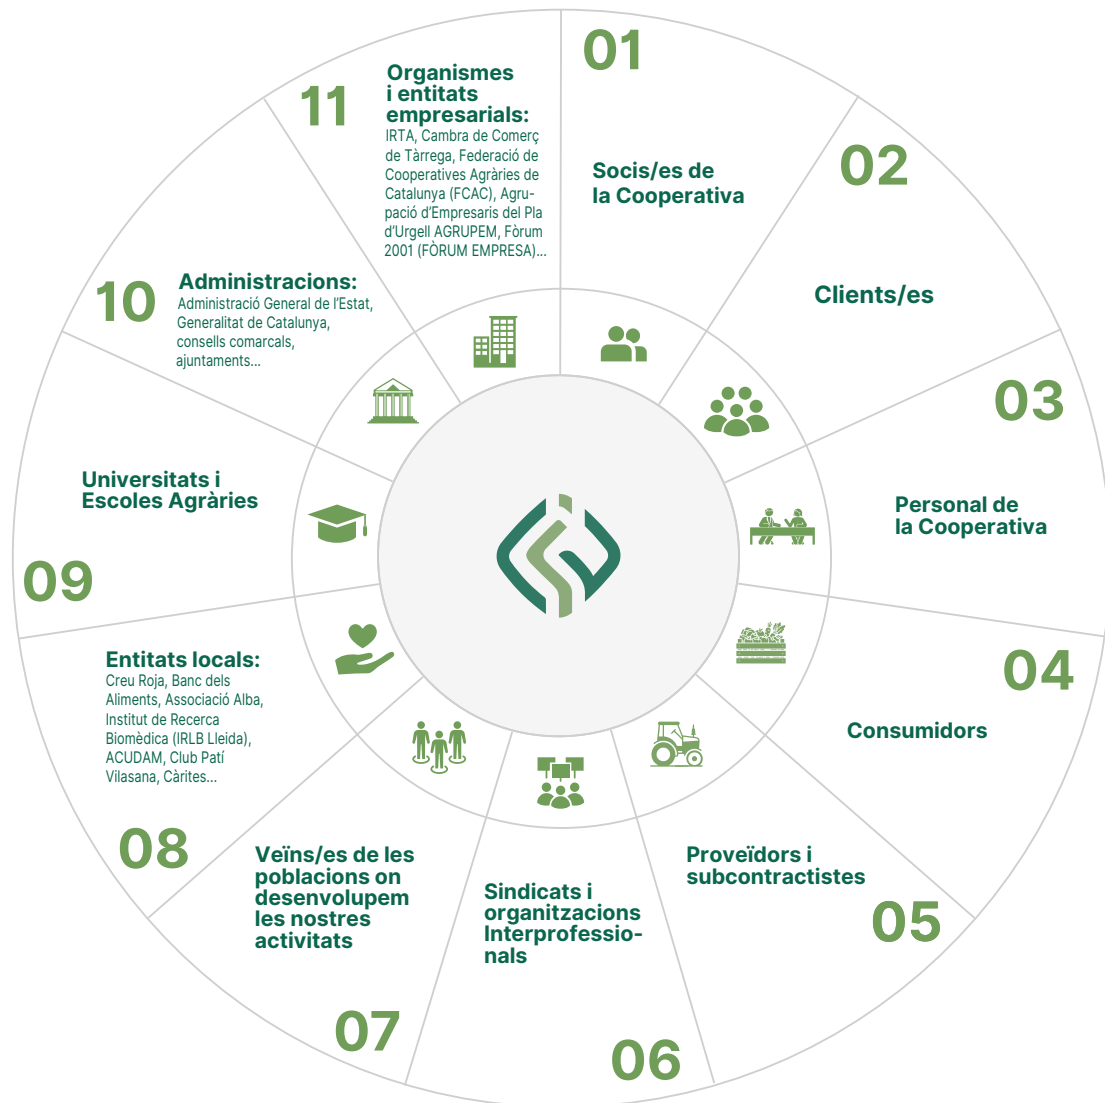 01
Socis/es de
la Cooperativa
02
Clients/es
03
Personal de
la Cooperativa
04
Consumidors
Proveïdors i
subcontractistes
05
Sindicats i
organitzacions
Interprofessio-
nals
06
Veïns/es de les
poblacions on
desenvolupem
les nostres
activitats
07
Entitats locals:
Creu Roja, Banc dels
Aliments, Associació Alba,
Institut de Recerca
Biomèdica (IRLB Lleida),
ACUDAM, Club Patí
Vilasana, Càrites...
08
Universitats i
Escoles Agràries
09
10
Administracions:
Administració General de l'Estat,
Generalitat de Catalunya,
consells comarcals,
ajuntaments...
11
Organismes
i entitats
empresarials:
IRTA, Cambra de Comerç
de Tàrrega, Federació de
Cooperatives Agràries de
Catalunya (FCAC), Agru-
pació d'Empresaris del Pla
d'Urgell AGRUPEM, Fòrum
2001 (FÒRUM EMPRESA)...